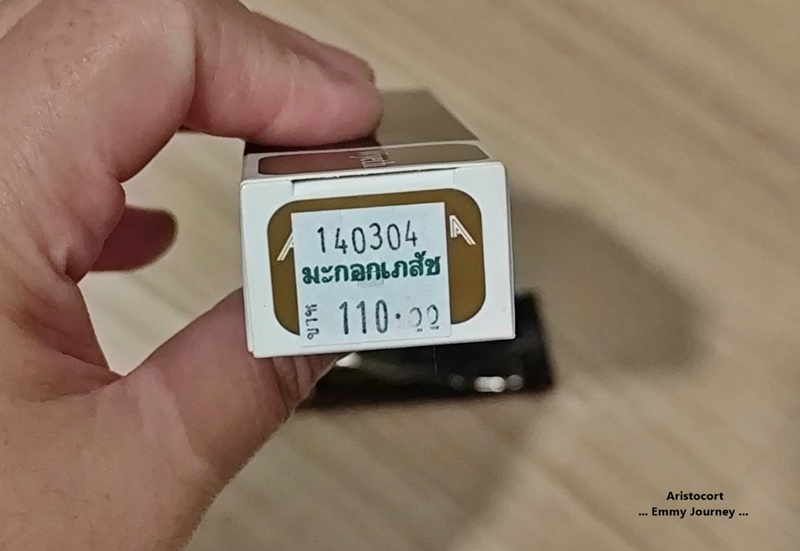 A
140304
มะกอกเภสัช
บาท 110.00
Aristocort
... Emmy Journey ...